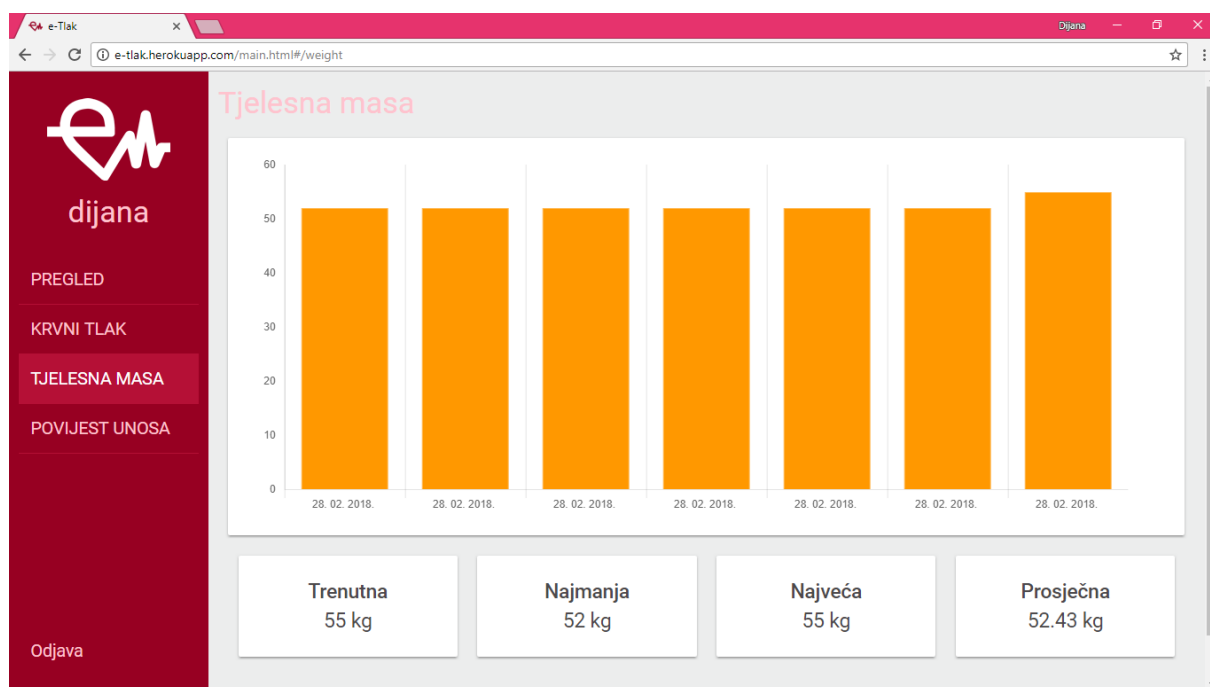 e-Tlak
Dijana
e-tlak.herokuapp.com/main.html#/weight
dijana
PREGLED
KRVNI TLAK
TJELESNA MASA
POVIJEST UNOSA
Odjava
Tjelesna masa
60
50
40
30
20
10
0
28. 02. 2018. 28. 02. 2018. 28. 02. 2018. 28. 02. 2018. 28. 02. 2018. 28. 02. 2018. 28. 02. 2018.
Trenutna
55 kg
Najmanja
52 kg
Najveća
55 kg
Prosječna
52.43 kg